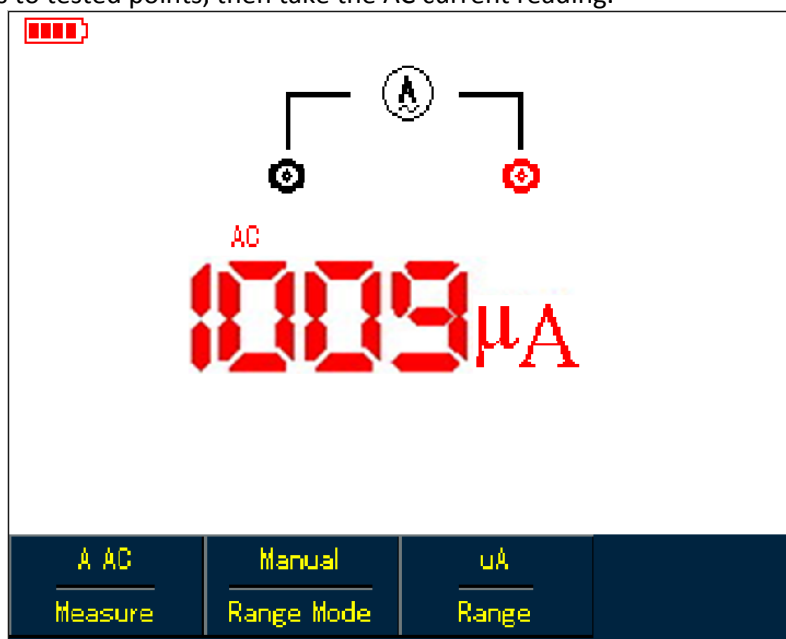 s to tested points, then take the AC current reading.
A
AC
1009μA
A AC Manual uA
Measure Range Mode Range